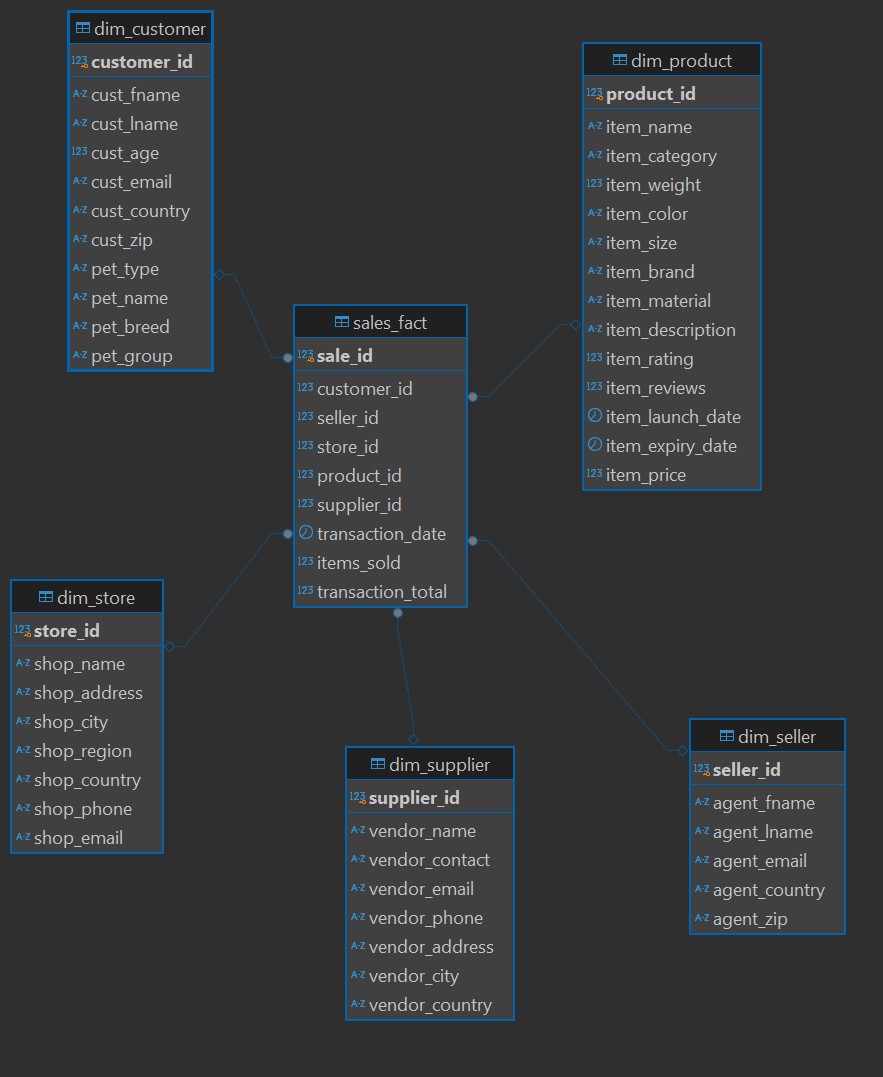 dim_customer
123 customer_id
A-Z cust_fname
A-Z cust_lname
123 cust_age
A-Z cust_email
A-Z cust_country
A-Z cust_zip
A-Z pet_type
A-Z pet_name
A-Z pet_breed
A-Z pet_group
dim_product
123 product_id
A-Z item_name
A-Z item_category
123 item_weight
A-Z item_color
A-Z item_size
A-Z item_brand
A-Z item_material
A-Z item_description
123 item_rating
123 item_reviews
item_launch_date
item_expiry_date
123 item_price
sales_fact
123 sale_id
123 customer_id
123 seller_id
123 store_id
123 product_id
123 supplier_id
transaction_date
123 items_sold
123 transaction_total
dim_store
123 store_id
A-Z shop_name
A-Z shop_address
A-Z shop_city
A-Z shop_region
A-Z shop_country
A-Z shop_phone
A-Z shop_email
dim_supplier
123 supplier_id
A-Z vendor_name
A-Z vendor_contact
A-Z vendor_email
A-Z vendor_phone
A-Z vendor_address
A-Z vendor_city
A-Z vendor_country
dim_seller
123 seller_id
A-Z agent_fname
A-Z agent_lname
A-Z agent_email
A-Z agent_country
A-Z agent_zip